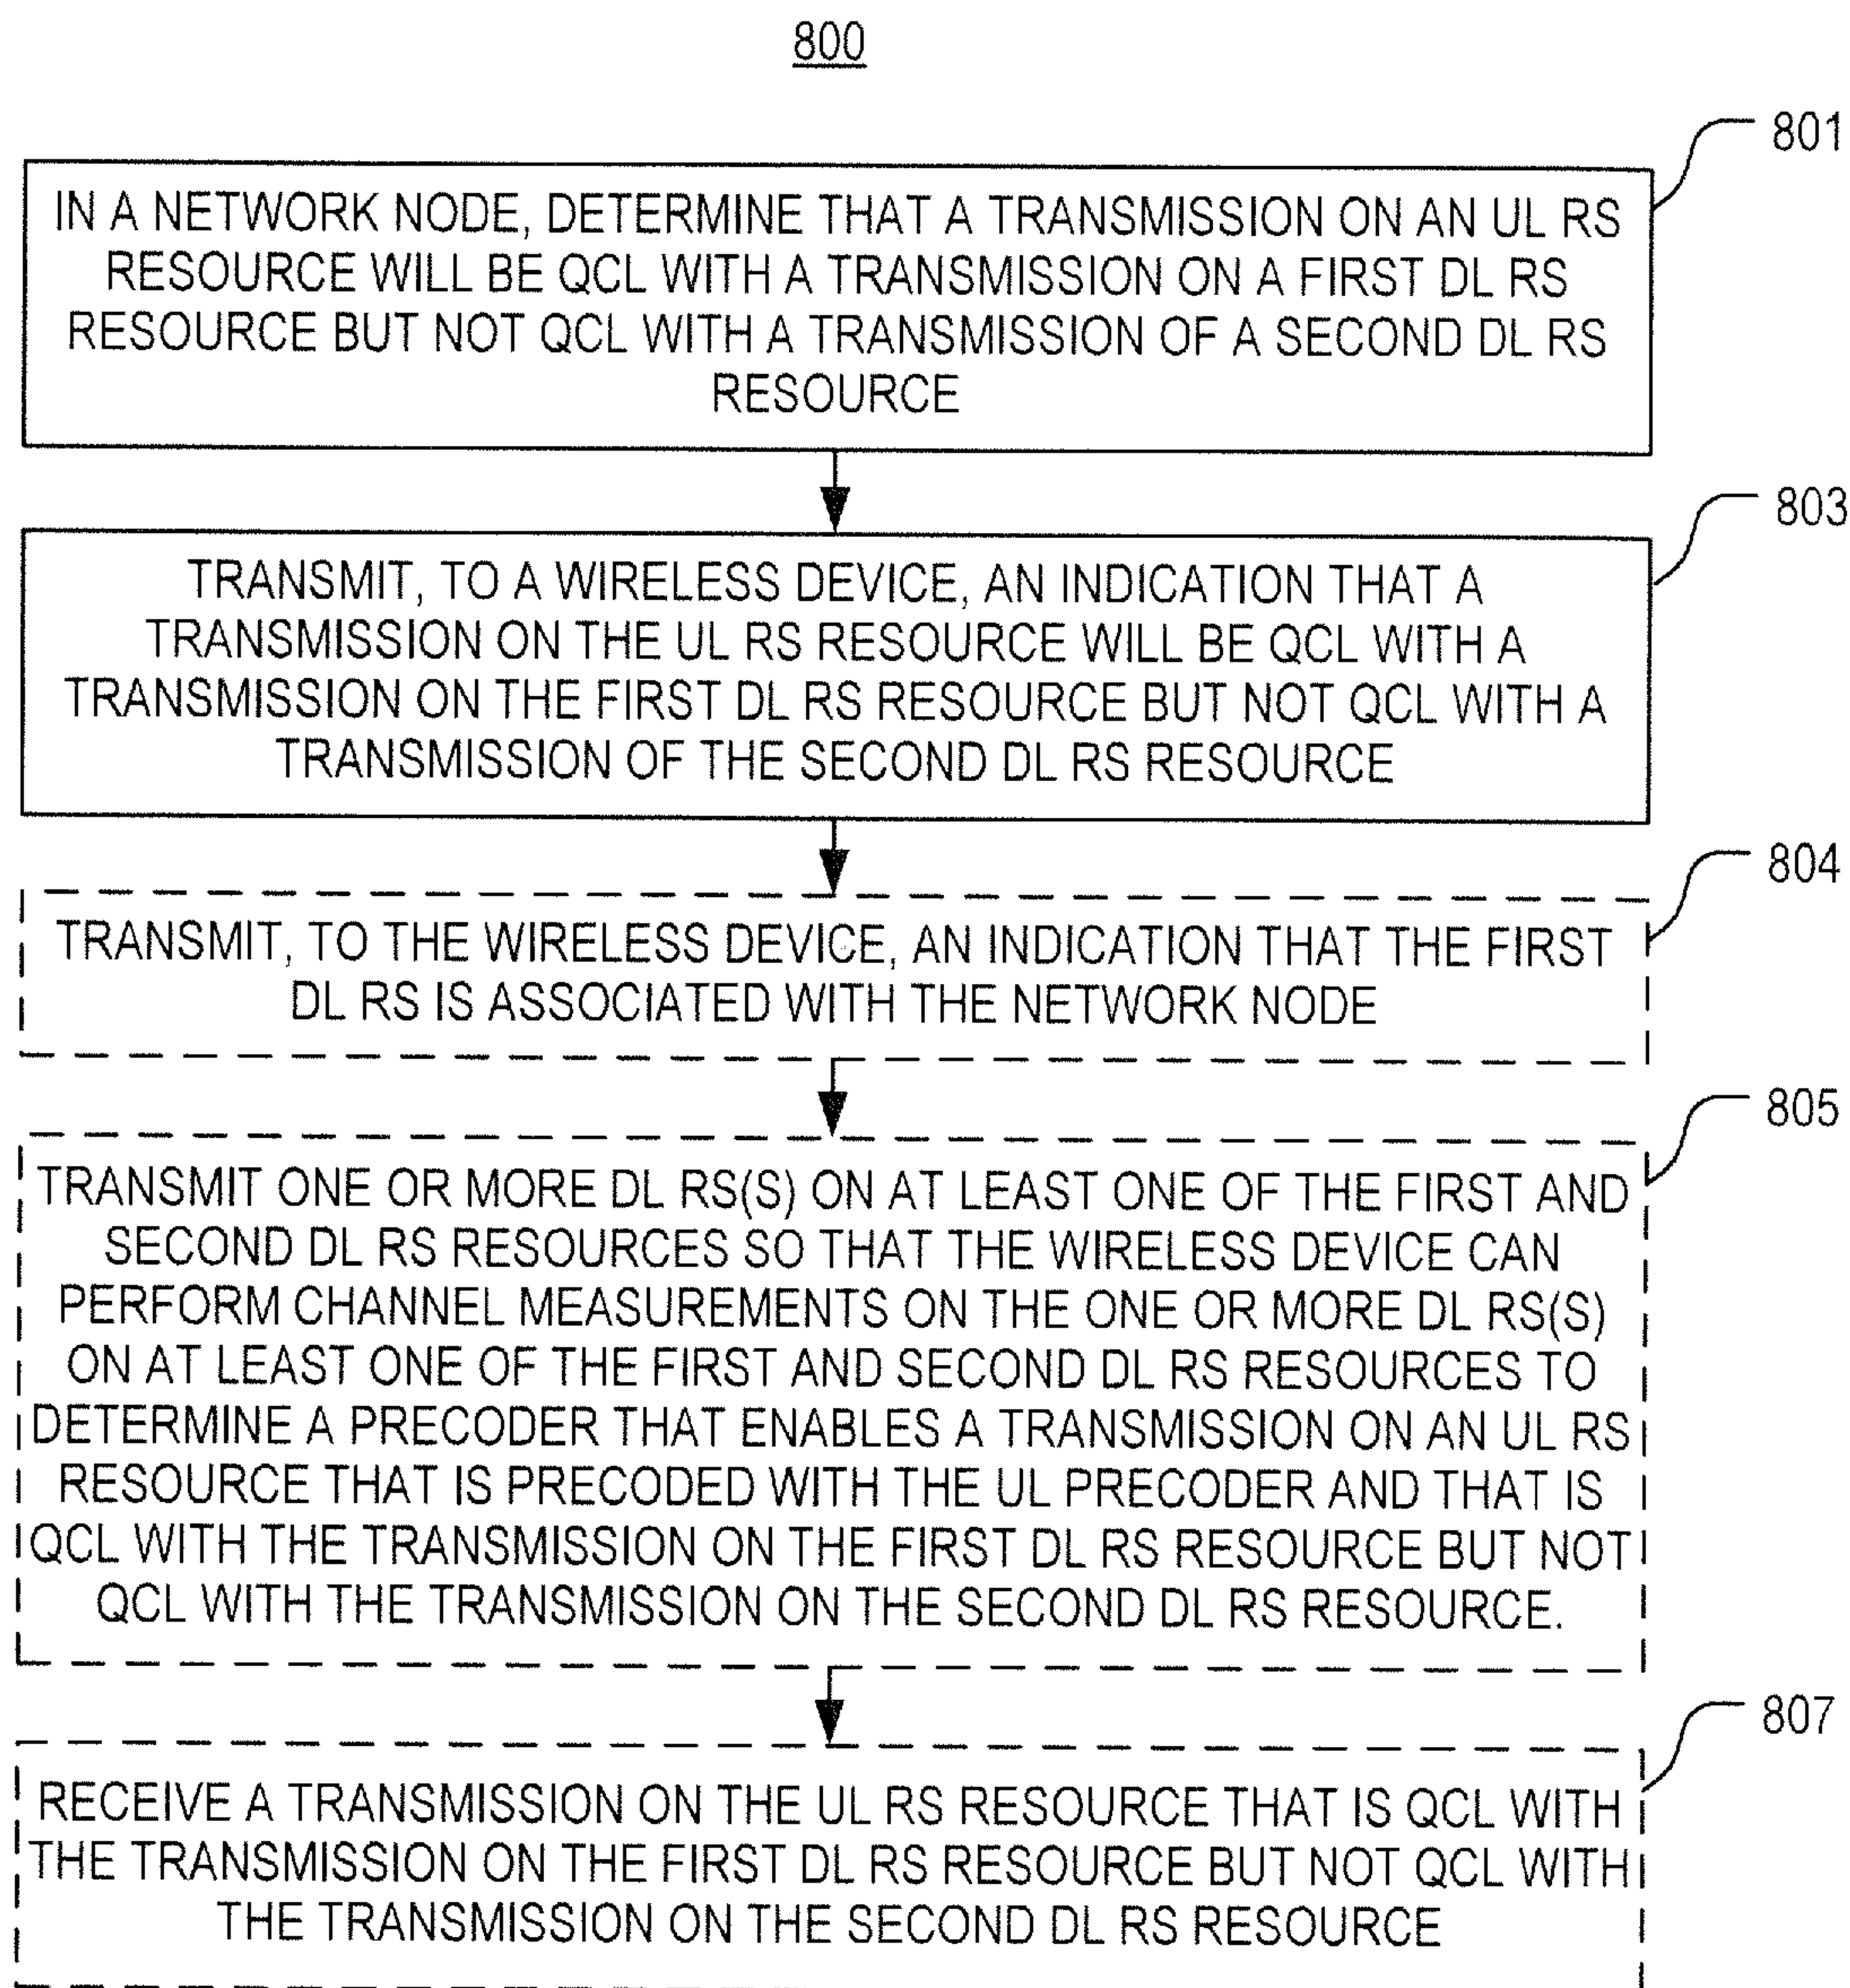 800
801
IN A NETWORK NODE, DETERMINE THAT A TRANSMISSION ON AN UL RS
RESOURCE WILL BE QCL WITH A TRANSMISSION ON A FIRST DL RS
RESOURCE BUT NOT QCL WITH A TRANSMISSION OF A SECOND DL RS
RESOURCE
803
TRANSMIT, TO A WIRELESS DEVICE, AN INDICATION THAT A
TRANSMISSION ON THE UL RS RESOURCE WILL BE QCL WITH A
TRANSMISSION ON THE FIRST DL RS RESOURCE BUT NOT QCL WITH A
TRANSMISSION OF THE SECOND DL RS RESOURCE
804
TRANSMIT, TO THE WIRELESS DEVICE, AN INDICATION THAT THE FIRST
DL RS IS ASSOCIATED WITH THE NETWORK NODE
805
TRANSMIT ONE OR MORE DL RS(S) ON AT LEAST ONE OF THE FIRST AND
SECOND DL RS RESOURCES SO THAT THE WIRELESS DEVICE CAN
PERFORM CHANNEL MEASUREMENTS ON THE ONE OR MORE DL RS(S)
ON AT LEAST ONE OF THE FIRST AND SECOND DL RS RESOURCES TO
DETERMINE A PRECODER THAT ENABLES A TRANSMISSION ON AN UL RS
RESOURCE THAT IS PRECODED WITH THE UL PRECODER AND THAT IS
QCL WITH THE TRANSMISSION ON THE FIRST DL RS RESOURCE BUT NOT
QCL WITH THE TRANSMISSION ON THE SECOND DL RS RESOURCE.
807
RECEIVE A TRANSMISSION ON THE UL RS RESOURCE THAT IS QCL WITH
THE TRANSMISSION ON THE FIRST DL RS RESOURCE BUT NOT QCL WITH
THE TRANSMISSION ON THE SECOND DL RS RESOURCE